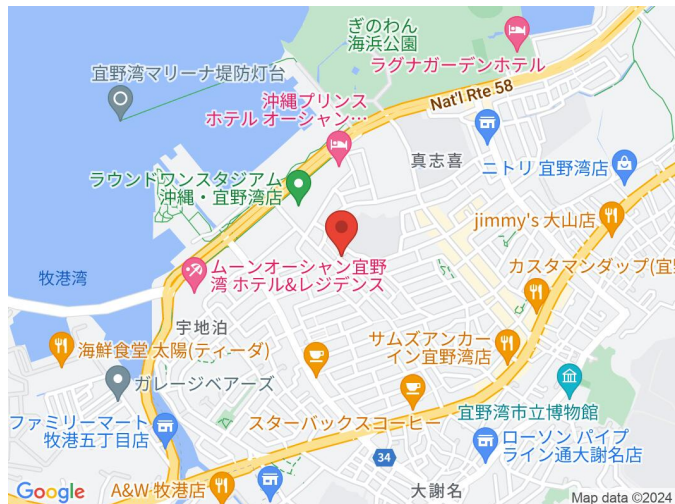 ぎのわん
海浜公園
ラグナガーデンホテル
宜野湾マリーナ堤防灯台
Nat'l Rte 58
沖縄プリンス
ホテル オーシャン…
真志喜
ニトリ 宜野湾店
ラウンドワンスタジアム
沖縄・宜野湾店
jimmy's 大山店
牧港湾
ムーンオーシャン宜野
湾 ホテル&レジデンス
カスタマンダップ(宜野
宇地泊
海鮮食堂 太陽(ティーダ)
サムズアンカー
イン宜野湾店
ガレージベアーズ
スターバックスコーヒー
宜野湾市立博物館
ファミリーマート
牧港五丁目店
ローソン パイプ
ライン通大謝名店
34
A&W 牧港店
大謝名
Google
Map data ©2024